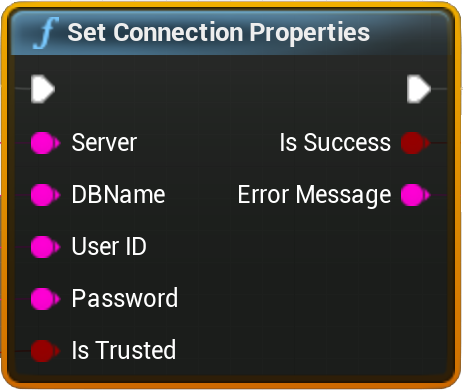 Set Connection Properties
Server Is Success
DBName Error Message
User ID
Password
Is Trusted